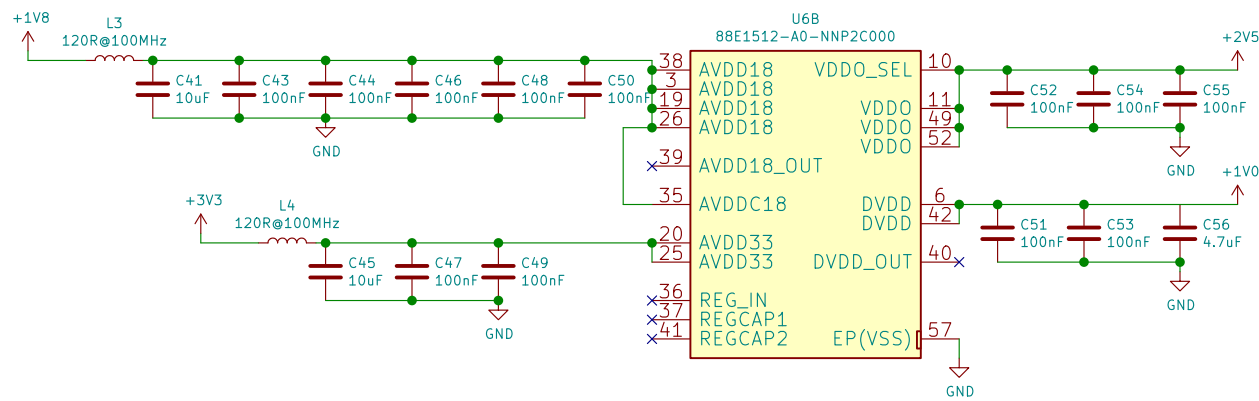 +1V8
L3
120R@100MHz
C41
10uF
C43
100nF
C44
100nF
C46
100nF
C48
100nF
C50
100nF
GND
+3V3
L4
120R@100MHz
C45
10uF
C47
100nF
C49
100nF
GND
U6B
88E1512-A0-NNP2C000
38 AVDD18
3 AVDD18
19 AVDD18
26 AVDD18
39 AVDD18_OUT
35 AVDDC18
20 AVDD33
25 AVDD33
36 REG_IN
37 REGCAP1
41 REGCAP2
VDDO_SEL 10
VDDO 11
VDDO 49
VDDO 52
DVDD 6
DVDD 42
DVDD_OUT 40
EP(VSS) 57
GND
+2V5
C52
100nF
C54
100nF
C55
100nF
GND
+1V0
C51
100nF
C53
100nF
C56
4.7uF
GND